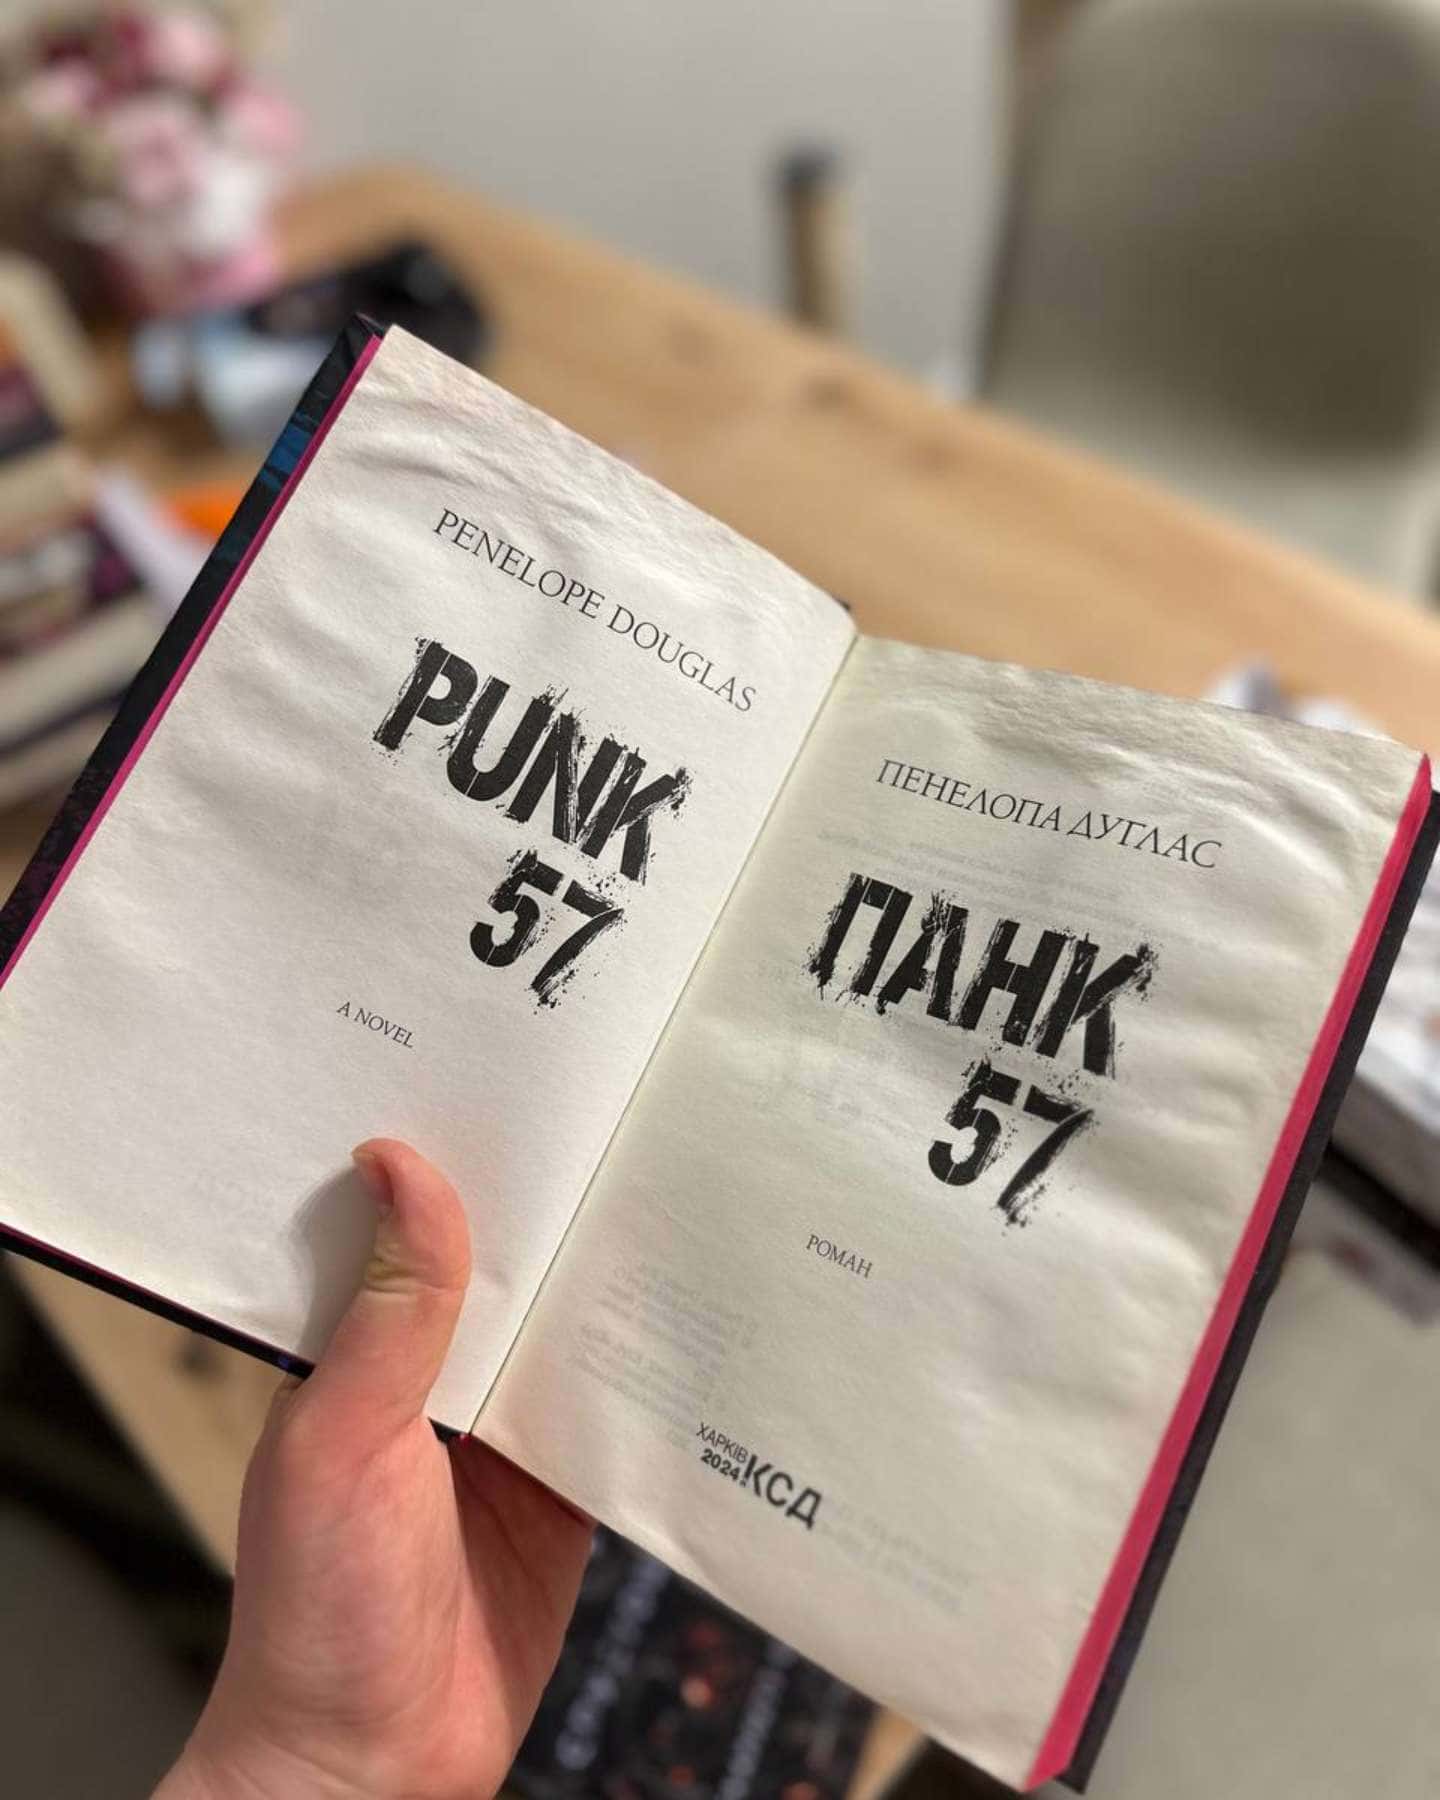 PENELOPE DOUGLAS
PUNK
57
A NOVEL
ПЕНЕЛОПА ДУГЛАС
ПАНК
57
РОМАН
ХАРКІВ
2024
КСД